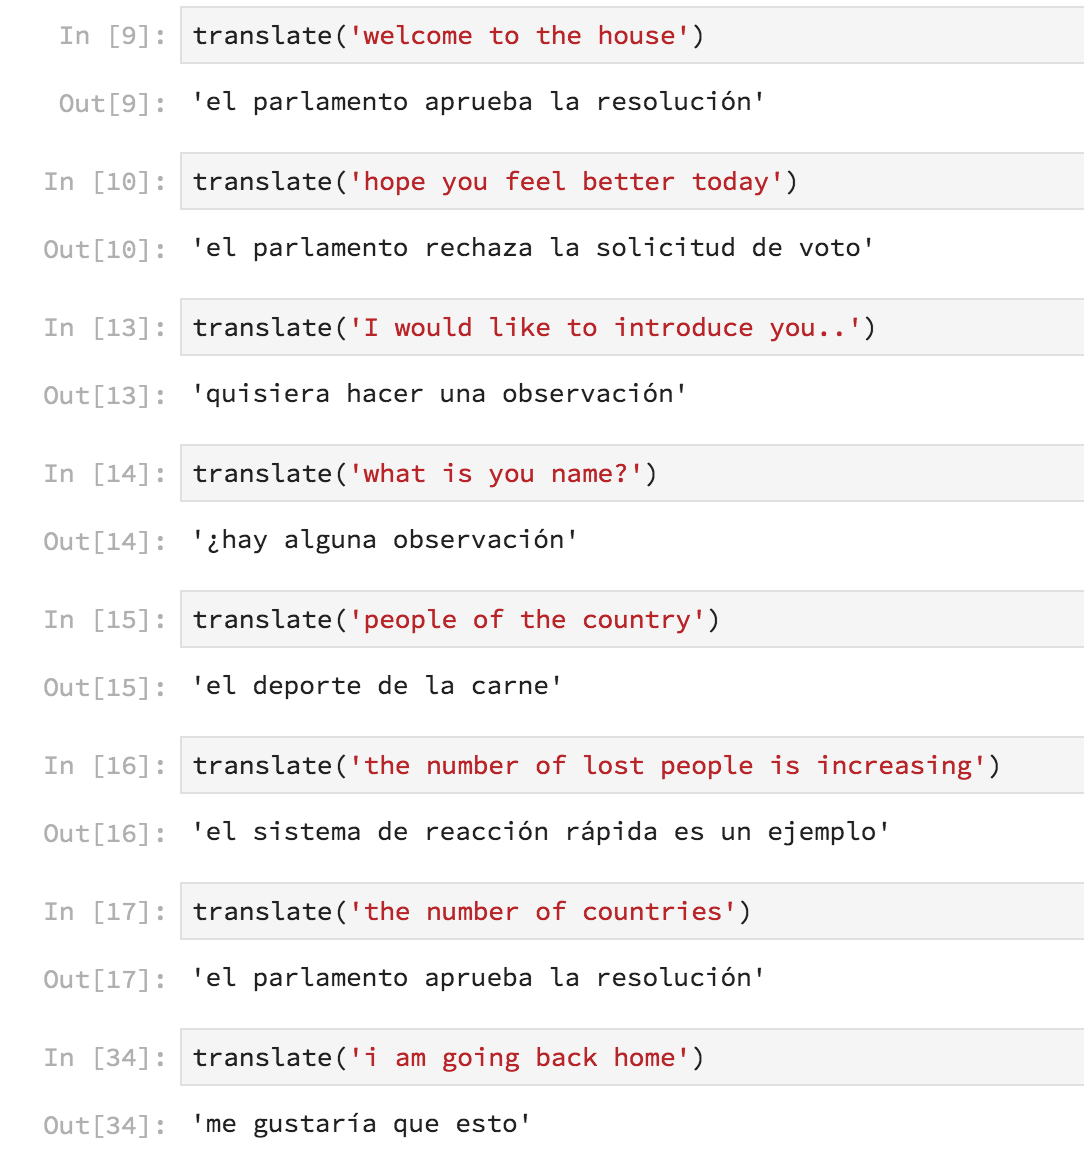 In [9]: translate('welcome to the house')
Out[9]: 'el parlamento aprueba la resolución'
In [10]: translate('hope you feel better today')
Out[10]: 'el parlamento rechaza la solicitud de voto'
In [13]: translate('I would like to introduce you..')
Out[13]: 'quisiera hacer una observación'
In [14]: translate('what is you name?')
Out[14]: '¿hay alguna observación'
In [15]: translate('people of the country')
Out[15]: 'el deporte de la carne'
In [16]: translate('the number of lost people is increasing')
Out[16]: 'el sistema de reacción rápida es un ejemplo'
In [17]: translate('the number of countries')
Out[17]: 'el parlamento aprueba la resolución'
In [34]: translate('i am going back home')
Out[34]: 'me gustaría que esto'